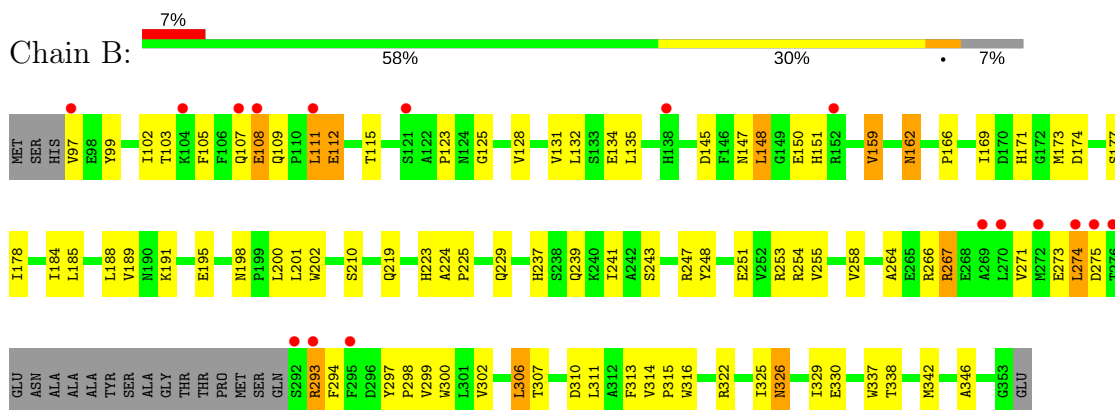 7%
Chain B:
58% 30% • 7%
MET SER HIS V97 E98 Y99 I102 T103 K104 F105 F106 Q107 E108 Q109 P110 L111 E112 T115 S121 A122 P123 N124 G125 V128 V131 L132 S133 E134 L135 H138 D145 F146 N147 L148 G149 E150 H151 R152 V159 N162 P166 I169 D170 H171 G172 M173 D174 S177
I178 I184 L185 L188 V189 N190 K191 E195 N198 P199 L200 L201 W202 S210 Q219 H223 A224 P225 Q229 H237 S238 Q239 K240 I241 A242 S243 R247 Y248 E251 V252 R253 R254 V255 V258 A264 E265 R266 R267 E268 A269 L270 V271 M272 E273 L274 D275 T276
GLU ASN ALA ALA ALA TYR SER ALA GLY THR THR PRO MET SER GLN S292 R293 F294 F295 D296 Y297 P298 V299 W300 L301 V302 L306 T307 D310 L311 A312 F313 V314 P315 W316 R322 I325 N326 I329 E330 W337 T338 M342 A346 G353 GLU